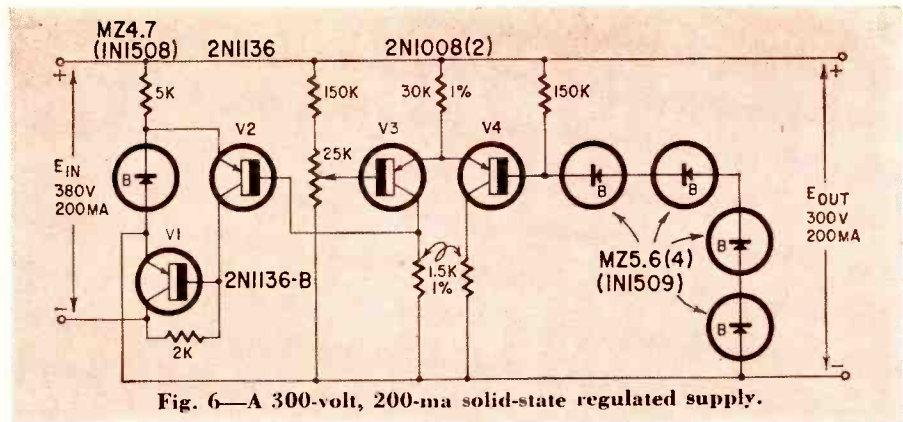 MZ4.7
(1N1508)
2N1136
2N1008(2)
+
+
5K
150K
30K
1%
150K
V2
V3
V4
25K
EIN
380V
200MA
B
B
B
EOUT
300V
200MA
V1
B
MZ5.6(4)
(1N1509)
1.5K
1%
2N1136-B
B
-
2K
-
Fig. 6—A 300-volt, 200-ma solid-state regulated supply.